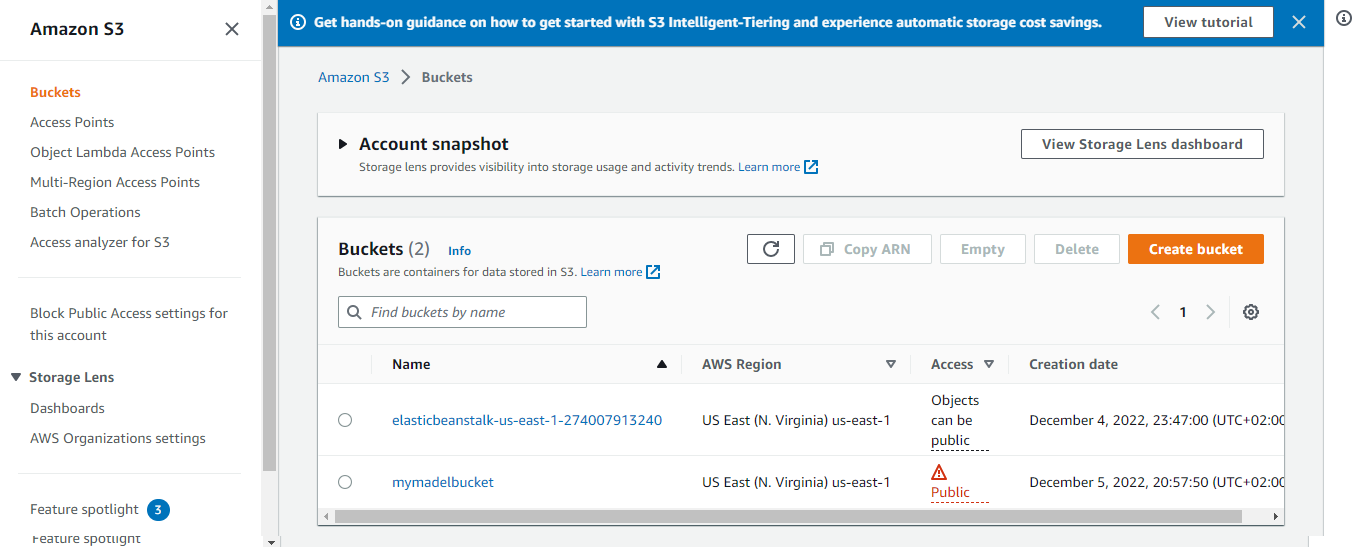 Amazon S3
Buckets
Access Points
Object Lambda Access Points
Multi-Region Access Points
Batch Operations
Access analyzer for S3
Block Public Access settings for
this account
Storage Lens
Dashboards
AWS Organizations settings
Feature spotlight 3
Feature spotlight
Get hands-on guidance on how to get started with S3 Intelligent-Tiering and experience automatic storage cost savings. View tutorial
Amazon S3 Buckets
Account snapshot
View Storage Lens dashboard
Storage lens provides visibility into storage usage and activity trends. Learn more
Buckets (2) Info
Copy ARN Empty Delete Create bucket
Buckets are containers for data stored in S3. Learn more
Find buckets by name
1
Name AWS Region Access Creation date
elasticbeanstalk-us-east-1-274007913240 US East (N. Virginia) us-east-1 Objects can be public December 4, 2022, 23:47:00 (UTC+02:00
mymadelbucket US East (N. Virginia) us-east-1 Public December 5, 2022, 20:57:50 (UTC+02:00